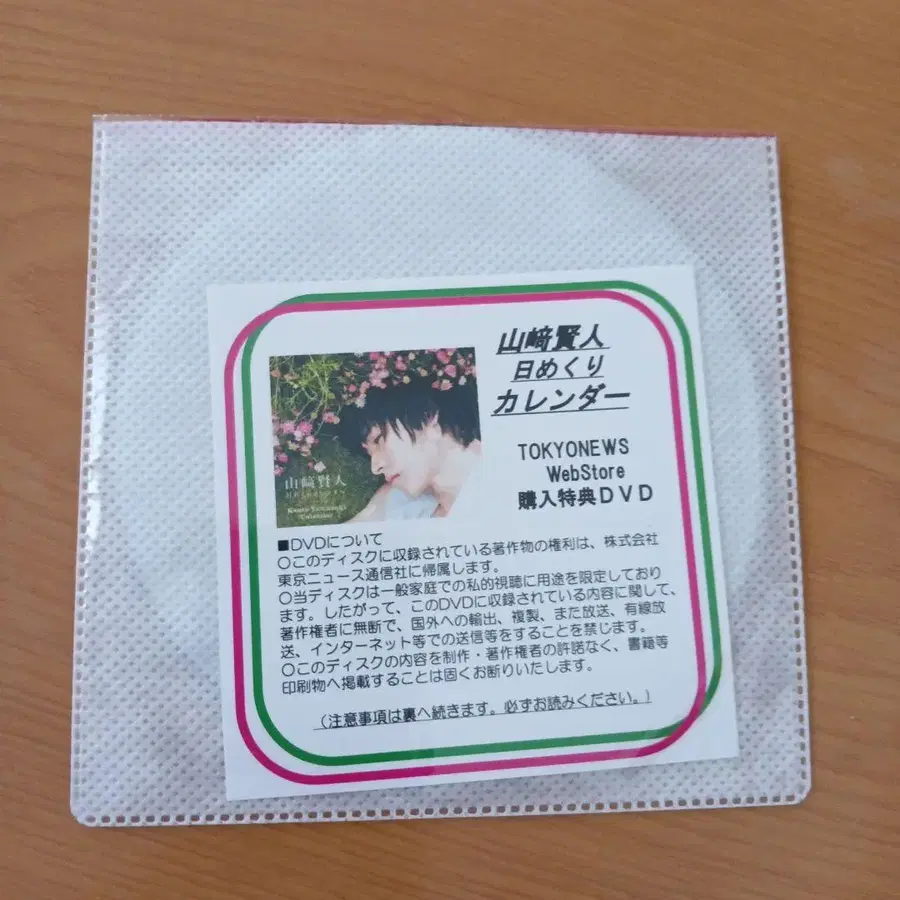 山﨑賢人
日めくり
カレンダー
TOKYONEWS
WebStore
購入特典DVD
山﨑賢人
Kento Yamazaki
Calendar
■DVDについて
○このディスクに収録されている著作物の権利は、株式会社
東京ニュース通信社に帰属します。
○当ディスクは一般家庭での私的視聴に用途を限定しており
ます。したがって、このDVDに収録されている内容に関して、
著作権者に無断で、国外への輸出、複製、また放送、有線放
送、インターネット等での送信等をすることを禁じます。
○このディスクの内容を制作・著作権者の許諾なく、書籍等
印刷物へ掲載することは固くお断りいたします。
(注意事項は裏へ続きます。必ずお読みください。)